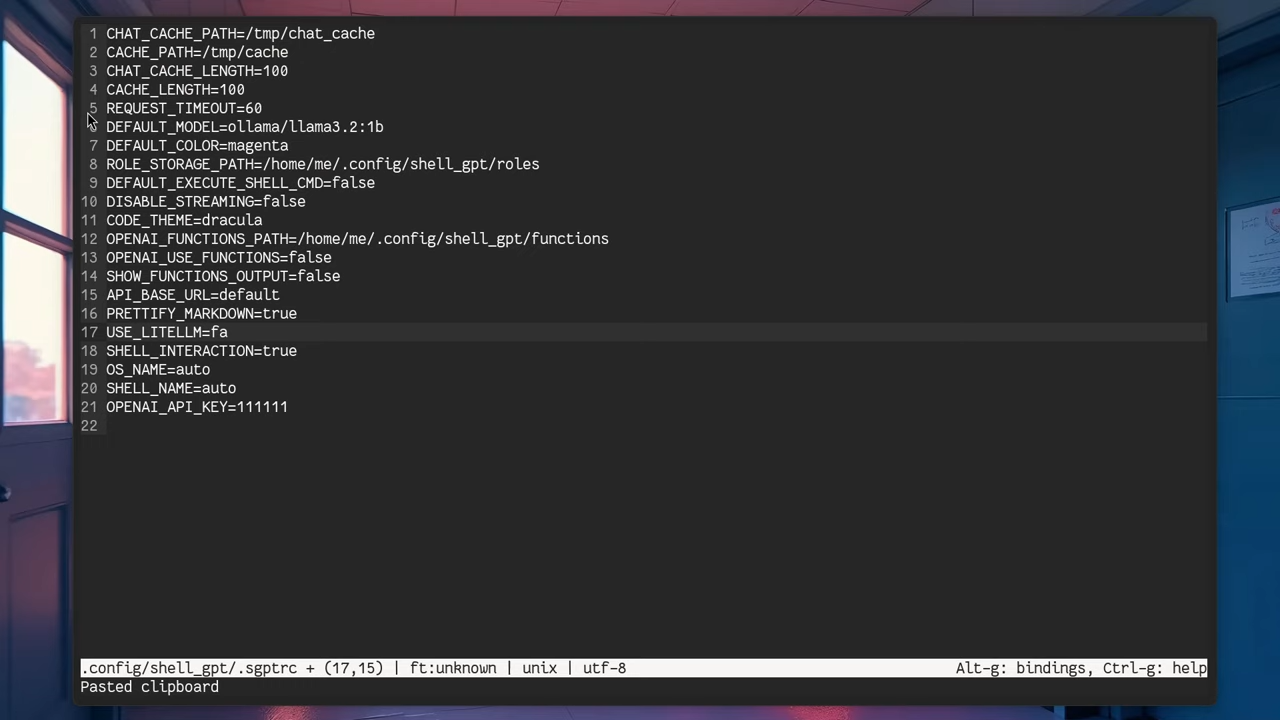 1 CHAT_CACHE_PATH=/tmp/chat_cache
2 CACHE_PATH=/tmp/cache
3 CHAT_CACHE_LENGTH=100
4 CACHE_LENGTH=100
5 REQUEST_TIMEOUT=60
6 DEFAULT_MODEL=ollama/llama3.2:1b
7 DEFAULT_COLOR=magenta
8 ROLE_STORAGE_PATH=/home/me/.config/shell_gpt/roles
9 DEFAULT_EXECUTE_SHELL_CMD=false
10 DISABLE_STREAMING=false
11 CODE_THEME=dracula
12 OPENAI_FUNCTIONS_PATH=/home/me/.config/shell_gpt/functions
13 OPENAI_USE_FUNCTIONS=false
14 SHOW_FUNCTIONS_OUTPUT=false
15 API_BASE_URL=default
16 PRETTIFY_MARKDOWN=true
17 USE_LITELLM=fa
18 SHELL_INTERACTION=true
19 OS_NAME=auto
20 SHELL_NAME=auto
21 OPENAI_API_KEY=111111
22
.config/shell_gpt/.sgptrc + (17,15) | ft:unknown | unix | utf-8 Alt-g: bindings, Ctrl-g: help
Pasted clipboard